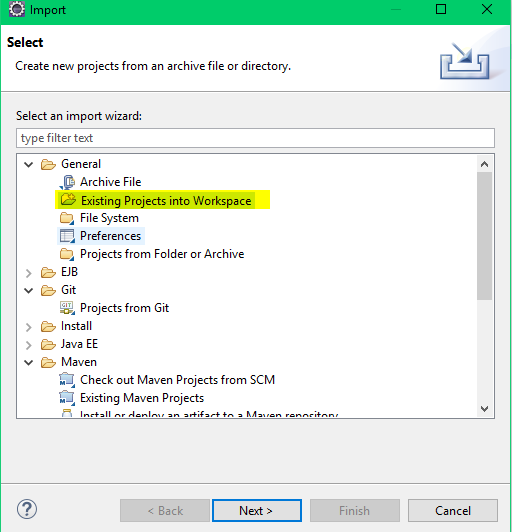 Import
Select
Create new projects from an archive file or directory.
Select an import wizard:
type filter text
General
Archive File
Existing Projects into Workspace
File System
Preferences
Projects from Folder or Archive
EJB
Git
GIT
Projects from Git
Install
Java EE
Maven
Check out Maven Projects from SCM
Existing Maven Projects
Install or deploy an artifact to a Maven repository
?
< Back
Next >
Finish
Cancel